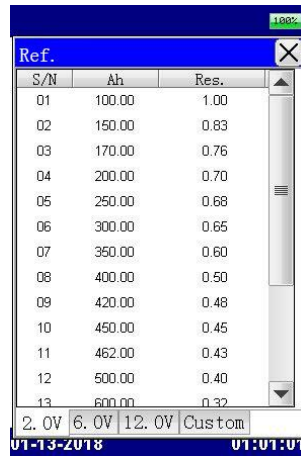 100%
Ref.
S/N Ah Res.
01 100.00 1.00
02 150.00 0.83
03 170.00 0.76
04 200.00 0.70
05 250.00 0.68
06 300.00 0.65
07 350.00 0.60
08 400.00 0.50
09 420.00 0.48
10 450.00 0.45
11 462.00 0.43
12 500.00 0.40
13 600.00 0.32
2.0V 6.0V 12.0V Custom
01-13-2018 01:01:01